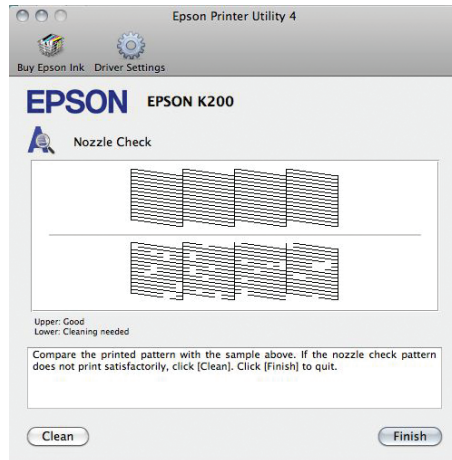 Epson Printer Utility 4
Buy Epson Ink Driver Settings
EPSON EPSON K200
Nozzle Check
Upper: Good
Lower: Cleaning needed
Compare the printed pattern with the sample above. If the nozzle check pattern
does not print satisfactorily, click [Clean]. Click [Finish] to quit.
Clean Finish